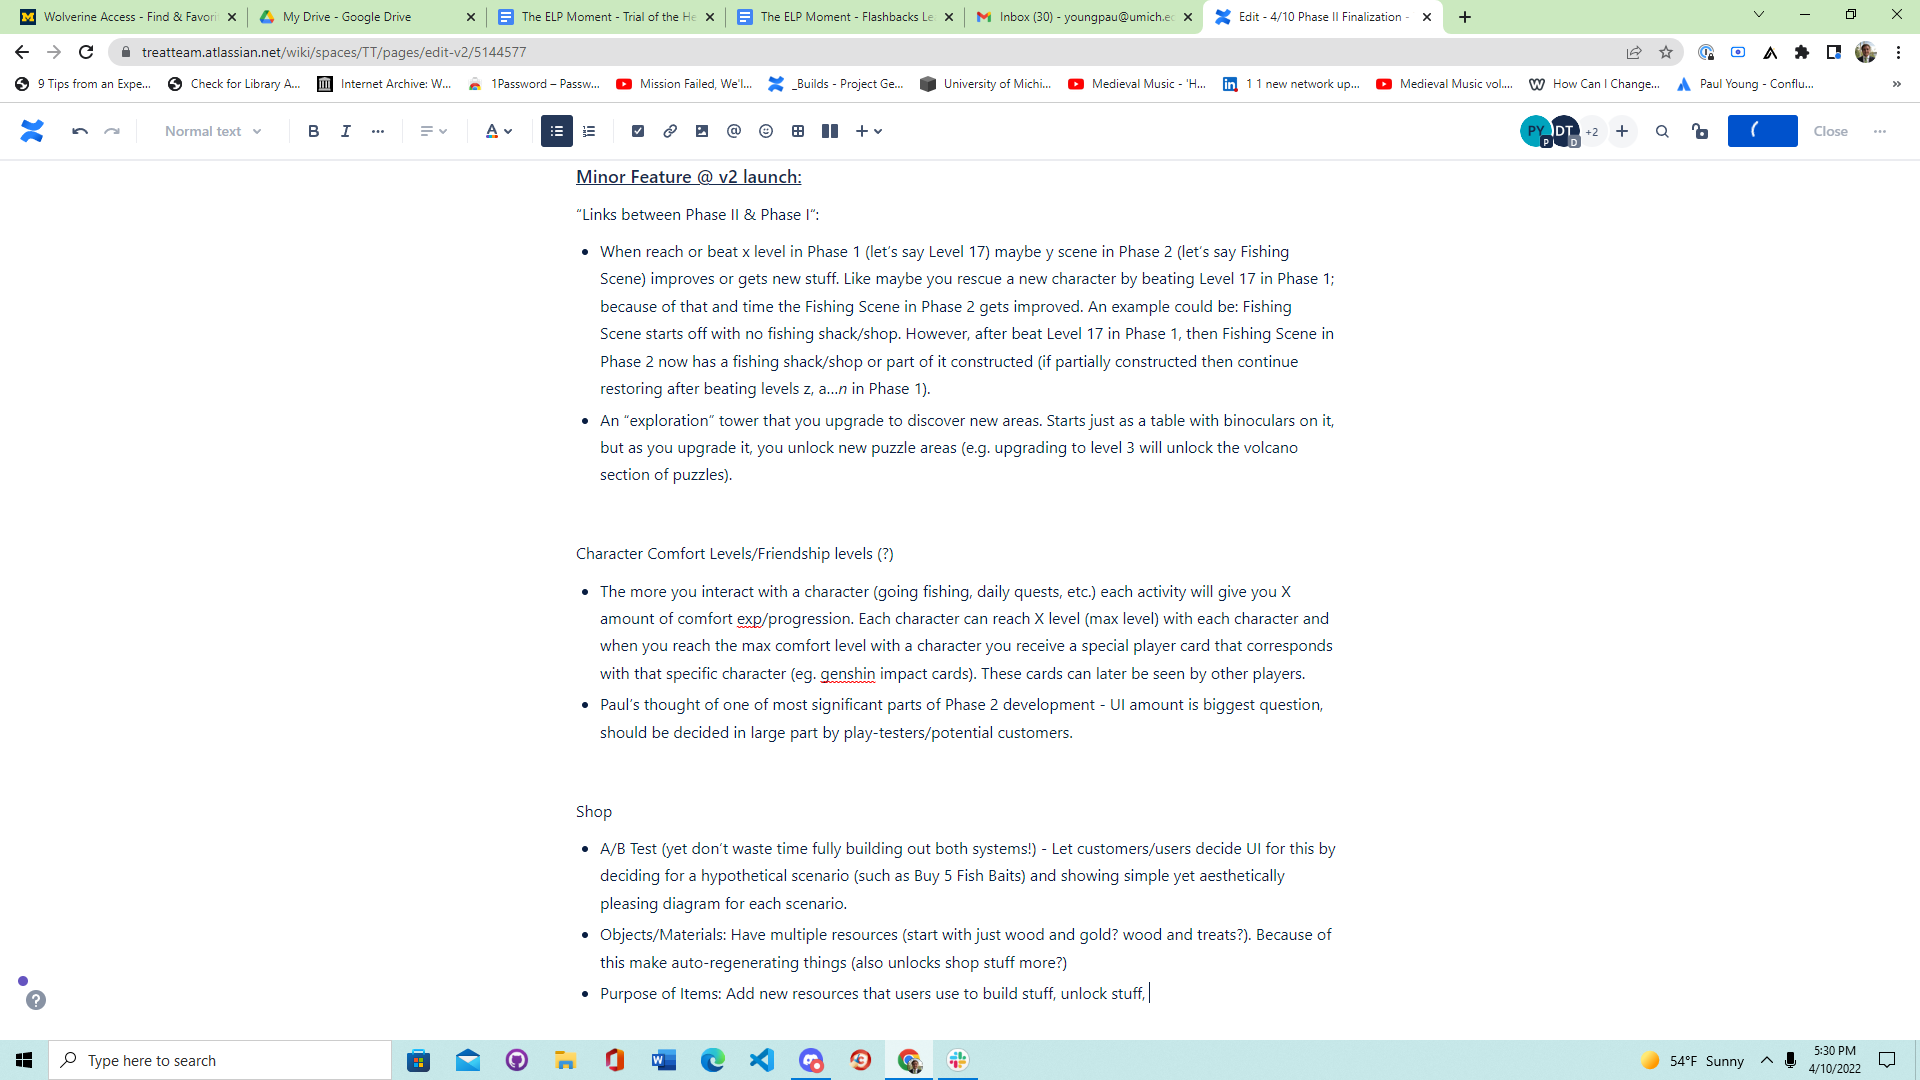 Wolverine Access - Find & Favori
My Drive - Google Drive
The ELP Moment - Trial of the He
The ELP Moment - Flashbacks Le
Inbox (30) - youngpau@umich.ed
Edit - 4/10 Phase II Finalization -
treatteam.atlassian.net/wiki/spaces/TT/pages/edit-v2/5144577
9 Tips from an Expe...
Check for Library A...
Internet Archive: W...
1Password – Passw...
Mission Failed, We'l...
_Builds - Project Ge...
University of Michi...
Medieval Music - 'H...
1 1 new network up...
Medieval Music vol....
How Can I Change...
Paul Young - Conflu...
»
Normal text
B I ... A
PY P DT D +2
Close
Minor Feature @ v2 launch:
“Links between Phase II & Phase I“:
When reach or beat x level in Phase 1 (let’s say Level 17) maybe y scene in Phase 2 (let’s say Fishing
Scene) improves or gets new stuff. Like maybe you rescue a new character by beating Level 17 in Phase 1;
because of that and time the Fishing Scene in Phase 2 gets improved. An example could be: Fishing
Scene starts off with no fishing shack/shop. However, after beat Level 17 in Phase 1, then Fishing Scene in
Phase 2 now has a fishing shack/shop or part of it constructed (if partially constructed then continue
restoring after beating levels z, a…n in Phase 1).
An “exploration” tower that you upgrade to discover new areas. Starts just as a table with binoculars on it,
but as you upgrade it, you unlock new puzzle areas (e.g. upgrading to level 3 will unlock the volcano
section of puzzles).
Character Comfort Levels/Friendship levels (?)
The more you interact with a character (going fishing, daily quests, etc.) each activity will give you X
amount of comfort exp/progression. Each character can reach X level (max level) with each character and
when you reach the max comfort level with a character you receive a special player card that corresponds
with that specific character (eg. genshin impact cards). These cards can later be seen by other players.
Paul’s thought of one of most significant parts of Phase 2 development - UI amount is biggest question,
should be decided in large part by play-testers/potential customers.
Shop
A/B Test (yet don’t waste time fully building out both systems!) - Let customers/users decide UI for this by
deciding for a hypothetical scenario (such as Buy 5 Fish Baits) and showing simple yet aesthetically
pleasing diagram for each scenario.
Objects/Materials: Have multiple resources (start with just wood and gold? wood and treats?). Because of
this make auto-regenerating things (also unlocks shop stuff more?)
Purpose of Items: Add new resources that users use to build stuff, unlock stuff,
Type here to search
54°F Sunny
5:30 PM
4/10/2022